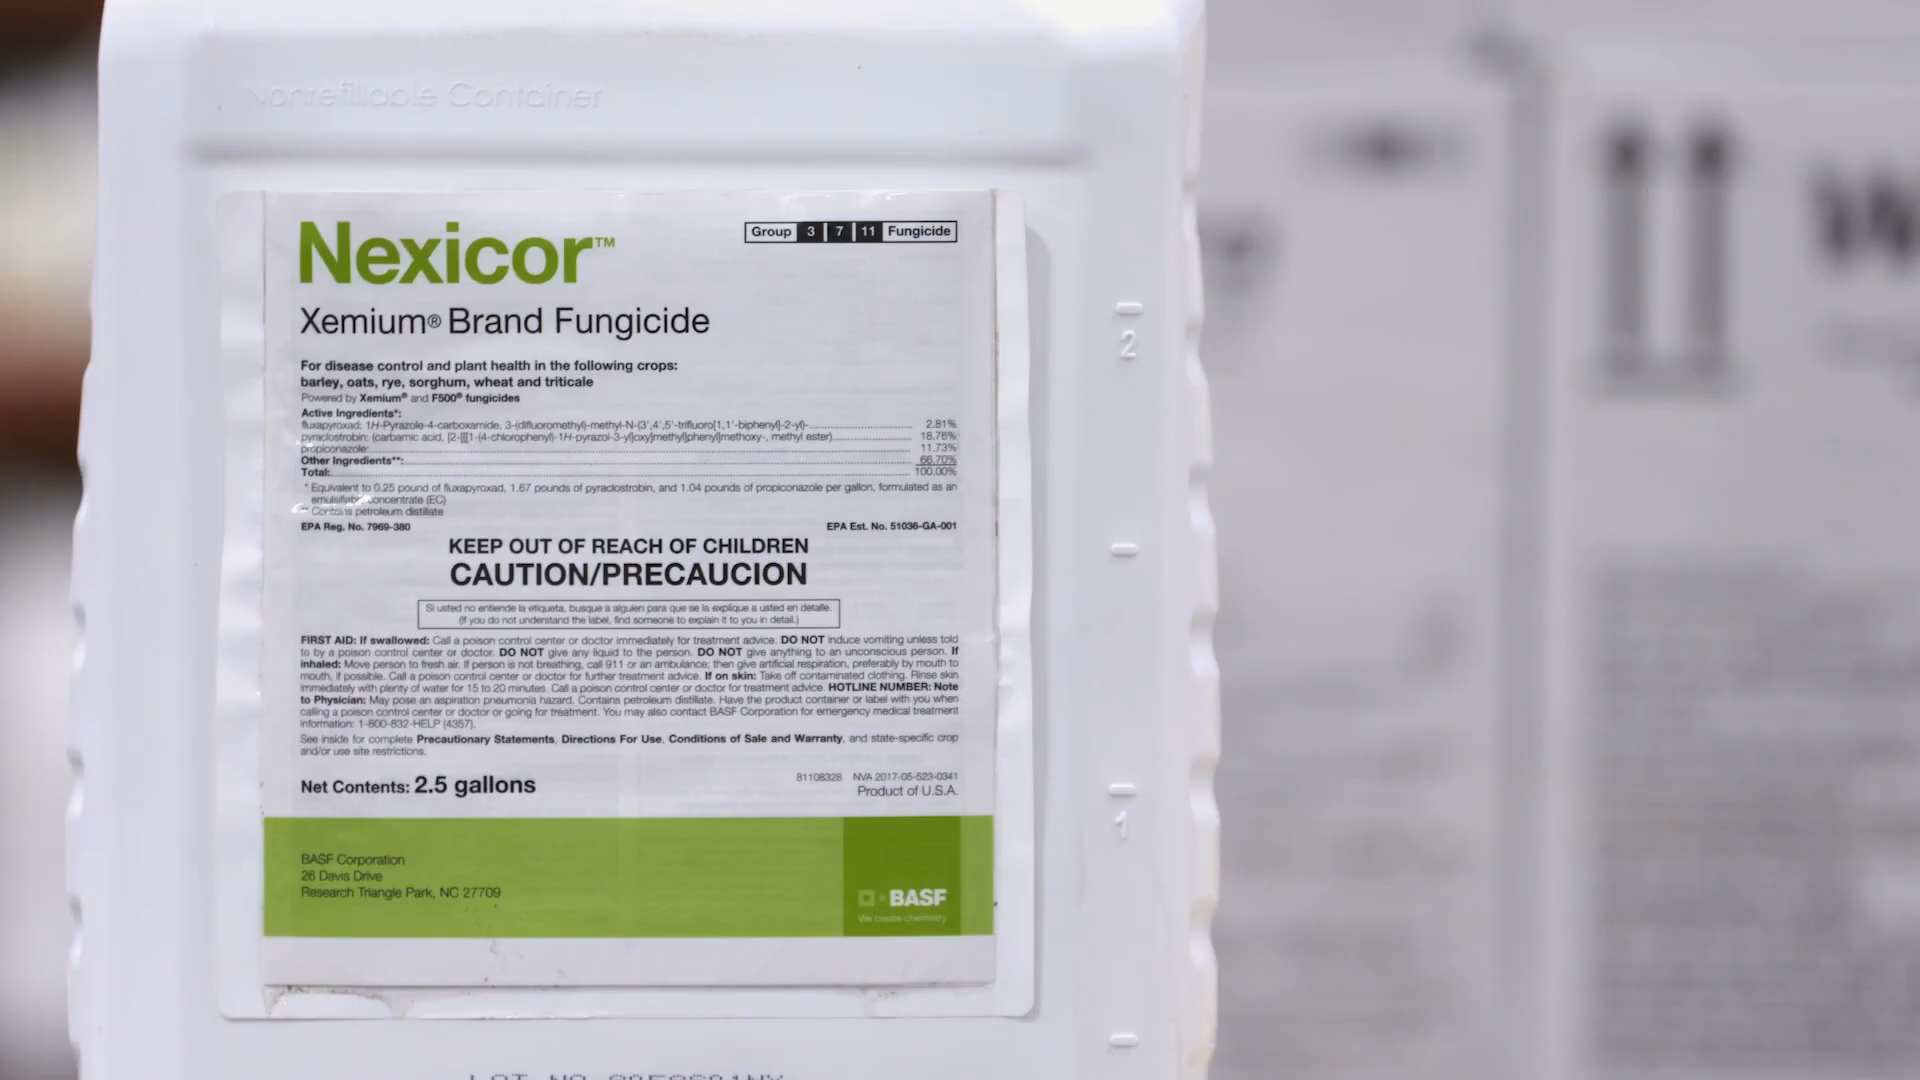 Nonrefillable Container
Nexicor™
Group 3 7 11 Fungicide
Xemium® Brand Fungicide
For disease control and plant health in the following crops:
barley, oats, rye, sorghum, wheat and triticale
Powered by Xemium® and F500® fungicides
Active Ingredients*:
fluxapyroxad: 1H-Pyrazole-4-carboxamide, 3-(difluoromethyl)-methyl-N-(3',4',5'-trifluoro[1,1'-biphenyl]-2-yl)- 2.81%
pyraclostrobin: (carbamic acid, [2-[[[1-(4-chlorophenyl)-1H-pyrazol-3-yl]oxy]methyl]phenyl]methoxy-, methyl ester) 18.76%
propiconazole: 11.73%
Other Ingredients**: 66.70%
Total: 100.00%
* Equivalent to 0.25 pound of fluxapyroxad, 1.67 pounds of pyraclostrobin, and 1.04 pounds of propiconazole per gallon, formulated as an
emulsifiable concentrate (EC)
** Contains petroleum distillate
EPA Reg. No. 7969-380
EPA Est. No. 51036-GA-001
KEEP OUT OF REACH OF CHILDREN
CAUTION/PRECAUCION
Si usted no entiende la etiqueta, busque a alguien para que se la explique a usted en detalle.
(If you do not understand the label, find someone to explain it to you in detail.)
FIRST AID: If swallowed: Call a poison control center or doctor immediately for treatment advice. DO NOT induce vomiting unless told
to by a poison control center or doctor. DO NOT give any liquid to the person. DO NOT give anything to an unconscious person. If
inhaled: Move person to fresh air. If person is not breathing, call 911 or an ambulance; then give artificial respiration, preferably by mouth to
mouth, if possible. Call a poison control center or doctor for further treatment advice. If on skin: Take off contaminated clothing. Rinse skin
immediately with plenty of water for 15 to 20 minutes. Call a poison control center or doctor for treatment advice. HOTLINE NUMBER: Note
to Physician: May pose an aspiration pneumonia hazard. Contains petroleum distillate. Have the product container or label with you when
calling a poison control center or doctor or going for treatment. You may also contact BASF Corporation for emergency medical treatment
information: 1-800-832-HELP (4357).
See inside for complete Precautionary Statements, Directions For Use, Conditions of Sale and Warranty, and state-specific crop
and/or use site restrictions.
Net Contents: 2.5 gallons
81108328 NVA 2017-05-523-0341
Product of U.S.A.
BASF Corporation
26 Davis Drive
Research Triangle Park, NC 27709
BASF
We create chemistry
2
1
LOT NO